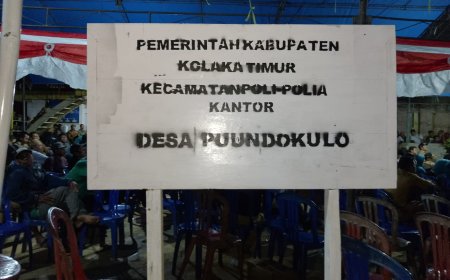 PEMERINTAH KABUPATEN
KOLAKA TIMUR
KECAMATAN POLI-POLIA
KANTOR
DESA PUUNDOKULO